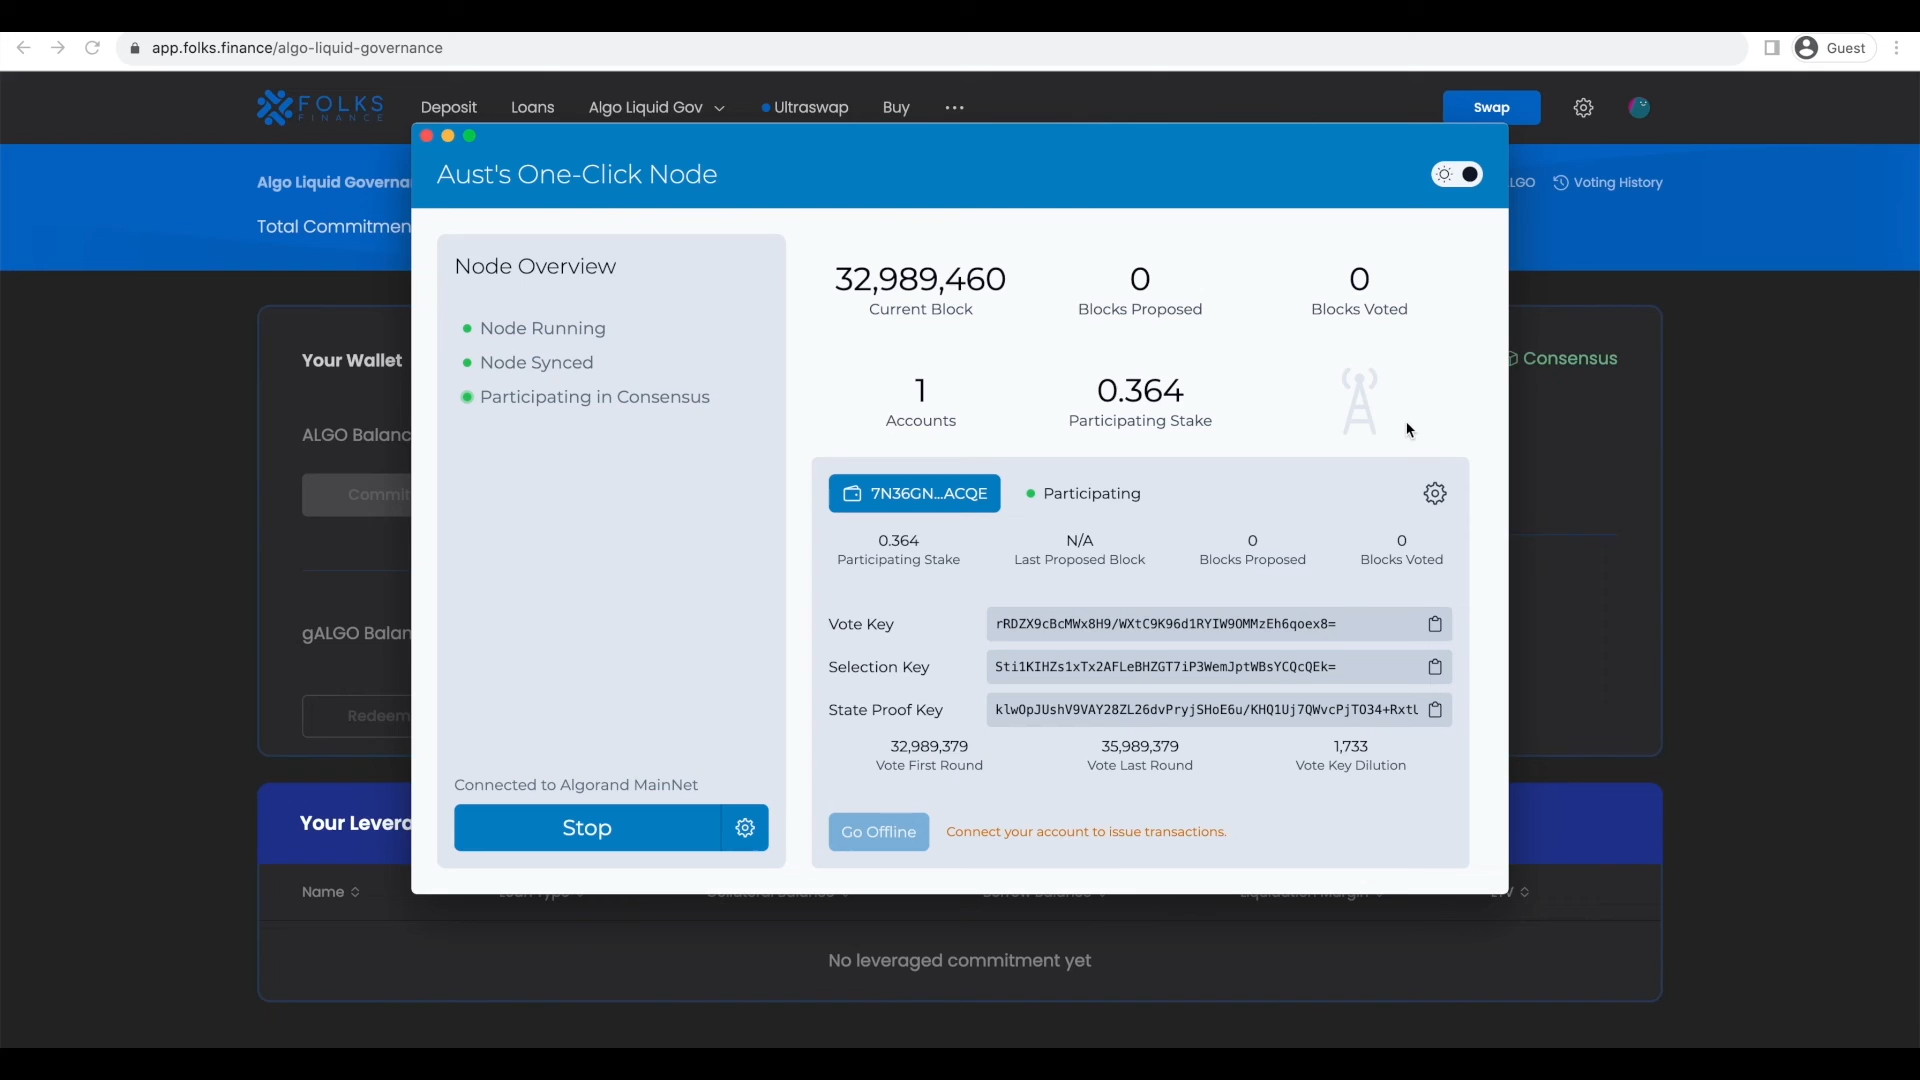 app.folks.finance/algo-liquid-governance
Guest
FOLKS
FINANCE
Deposit
Loans
Algo Liquid Gov
Ultraswap
Buy
Swap
Algo Liquid Governa
LGO
Voting History
Total Commitmen
Aust's One-Click Node
Node Overview
Node Running
Node Synced
Participating in Consensus
Connected to Algorand MainNet
Stop
32,989,460
Current Block
0
Blocks Proposed
0
Blocks Voted
1
Accounts
0.364
Participating Stake
7N36GN...ACQE
Participating
0.364
Participating Stake
N/A
Last Proposed Block
0
Blocks Proposed
0
Blocks Voted
Vote Key
rRDZX9cBcMWx8H9/WXtC9K96d1RYIW9OMMzEh6qoex8=
Selection Key
Sti1KIHZs1xTx2AFLeBHZGT7iP3WemJptWBsYCQcQEk=
State Proof Key
klwOpJUshV9VAY28ZL26dvPryjSHoE6u/KHQ1Uj7QWvcPjTO34+RxtU
32,989,379
Vote First Round
35,989,379
Vote Last Round
1,733
Vote Key Dilution
Go Offline
Connect your account to issue transactions.
Your Wallet
Consensus
ALGO Balanc
Commit
gALGO Balan
Redeem
Your Levera
Name
No leveraged commitment yet